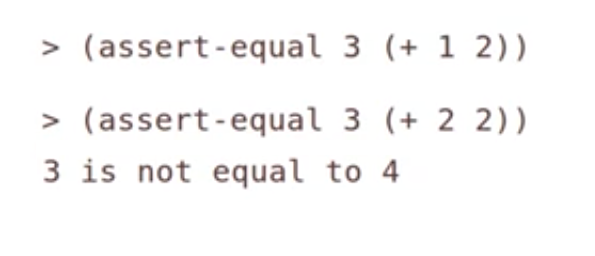 > (assert-equal 3 (+ 1 2))
> (assert-equal 3 (+ 2 2))
3 is not equal to 4